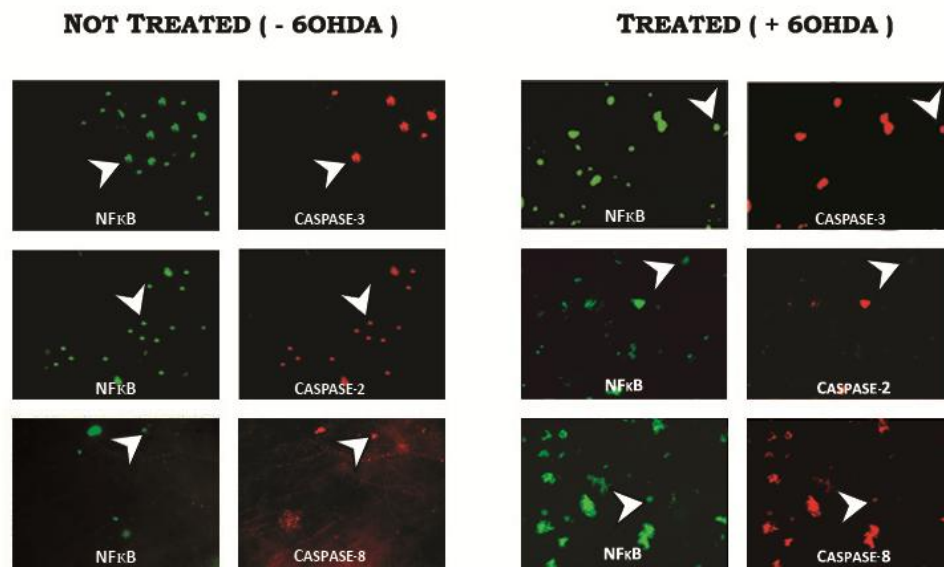 NOT TREATED ( - 6OHDA )
TREATED ( + 6OHDA )
NFκB
CASPASE-3
NFκB
CASPASE-3
NFκB
CASPASE-2
NFκB
CASPASE-2
NFκB
CASPASE-8
NFκB
CASPASE-8